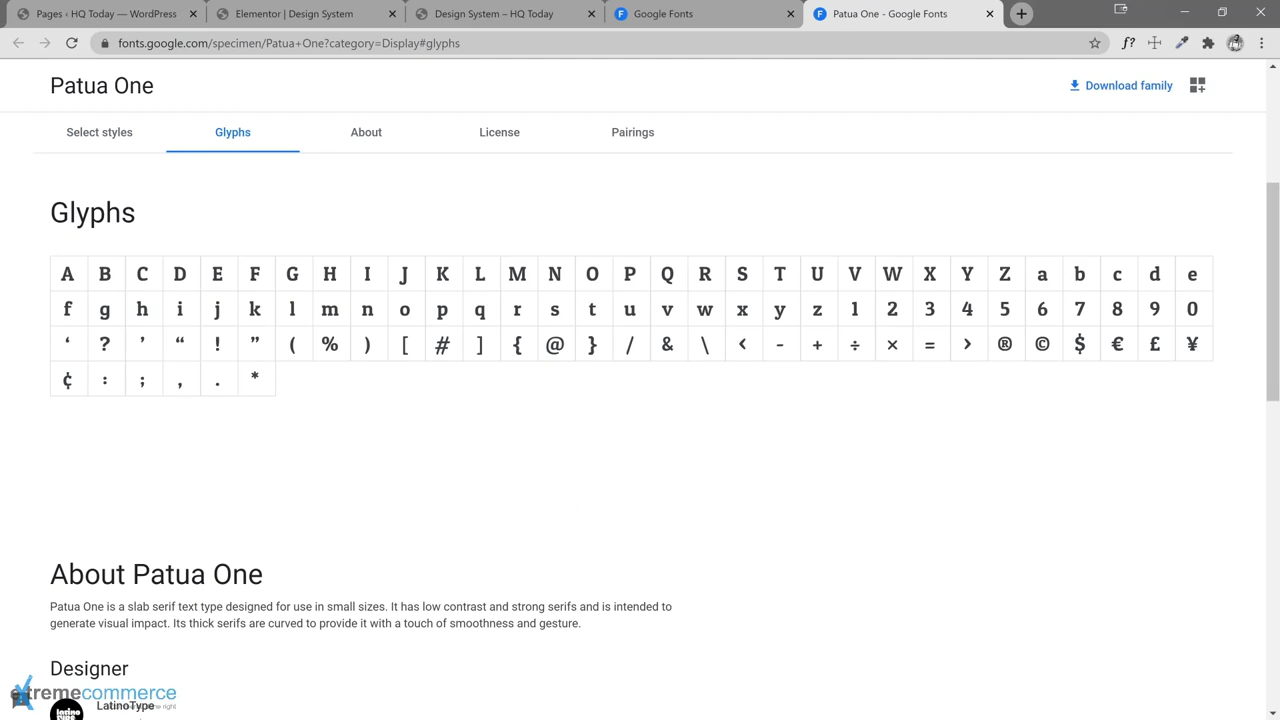 Pages ‹ HQ Today — WordPress
Elementor | Design System
Design System – HQ Today
Google Fonts
Patua One - Google Fonts
fonts.google.com/specimen/Patua+One?category=Display#glyphs
Patua One
Download family
Select styles
Glyphs
About
License
Pairings
Glyphs
A B C D E F G H I J K L M N O P Q R S T U V W X Y Z a b c d e
f g h i j k l m n o p q r s t u v w x y z 1 2 3 4 5 6 7 8 9 0
‘ ? ’ “ ! ” ( % ) [ # ] { @ } / & \ < - + ÷ × = > ® © $ € £ ¥
¢ : ; , . *
About Patua One
Patua One is a slab serif text type designed for use in small sizes. It has low contrast and strong serifs and is intended to
generate visual impact. Its thick serifs are curved to provide it with a touch of smoothness and gesture.
Designer
extremecommerce
LatinoType